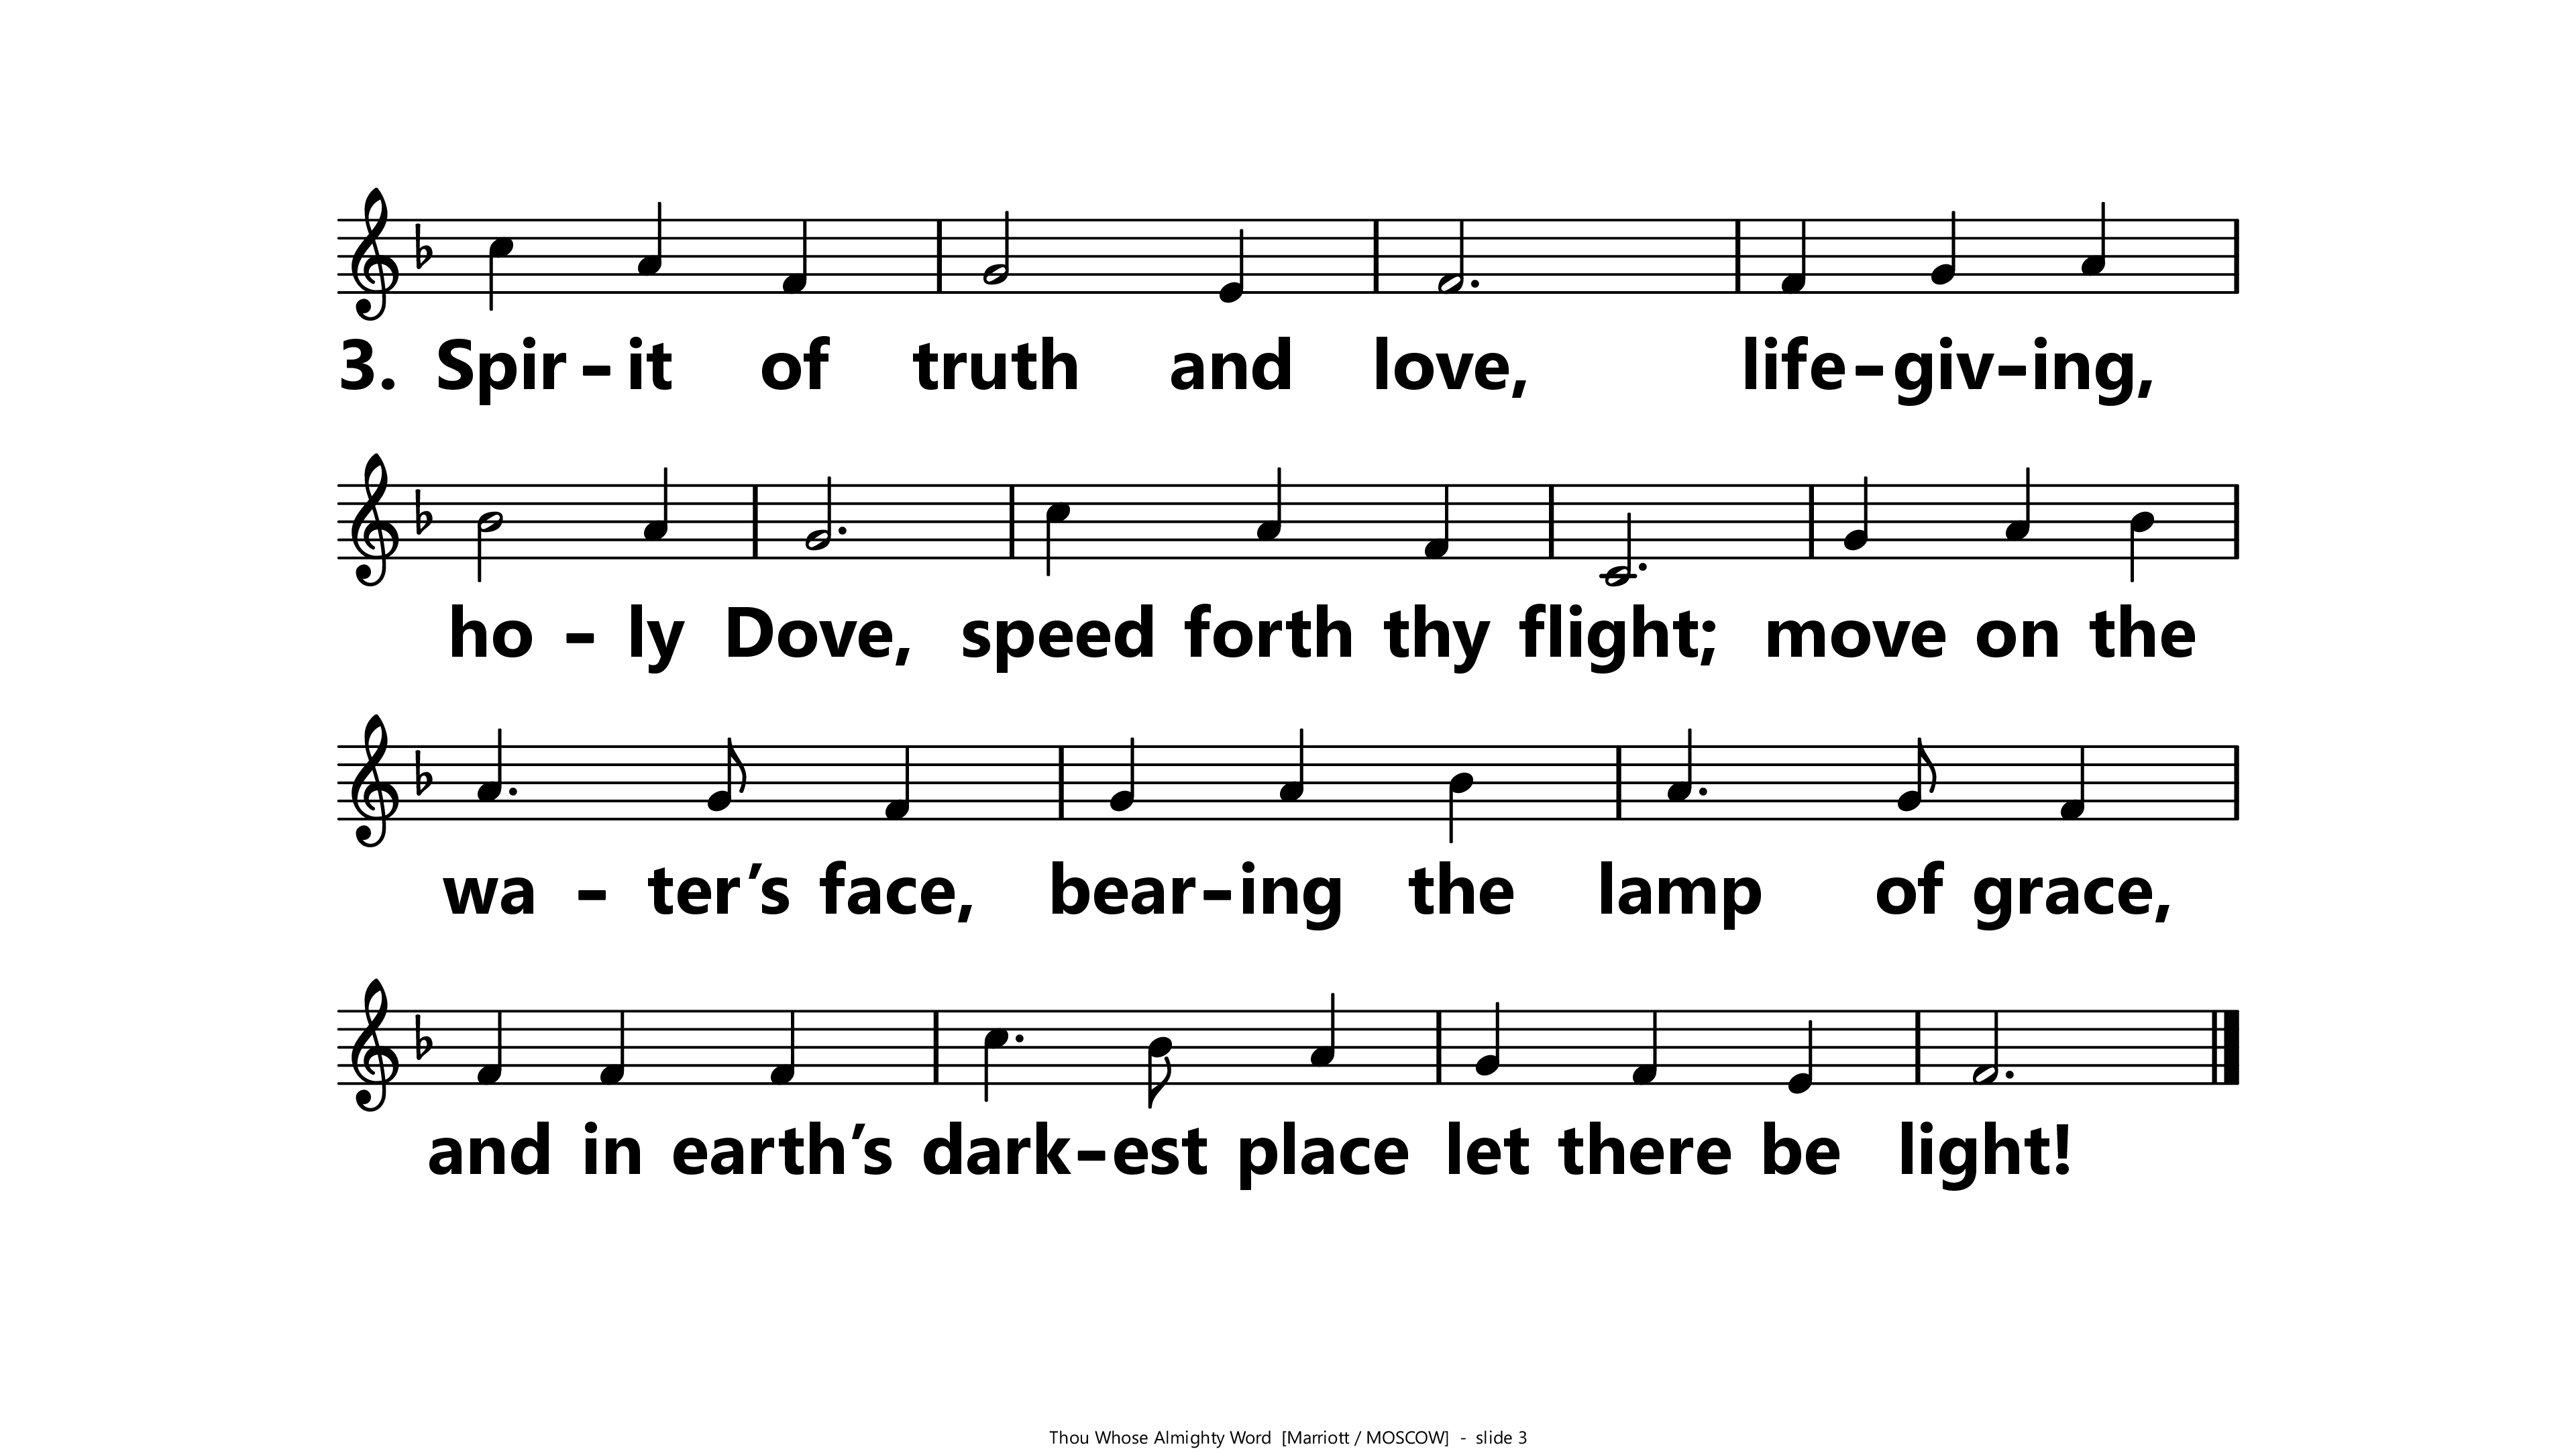 3. Spir-it of truth and love, life-giv-ing,
ho-ly Dove, speed forth thy flight; move on the
wa-ter’s face, bear-ing the lamp of grace,
and in earth’s dark-est place let there be light!
Thou Whose Almighty Word [Marriott / MOSCOW] - slide 3